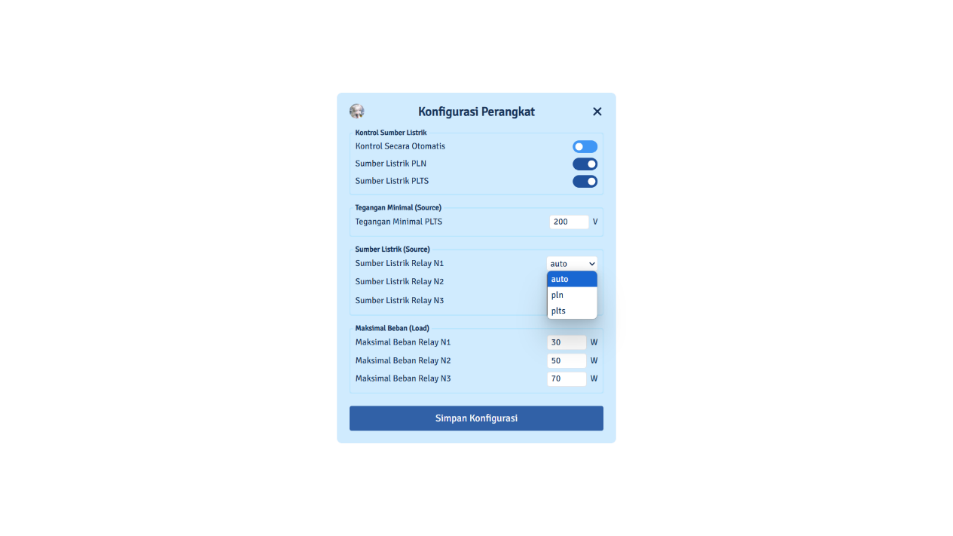 Konfigurasi Perangkat
Kontrol Sumber Listrik
Kontrol Secara Otomatis
Sumber Listrik PLN
Sumber Listrik PLTS
Tegangan Minimal (Source)
Tegangan Minimal PLTS 200 V
Sumber Listrik (Source)
Sumber Listrik Relay N1 auto
auto
Sumber Listrik Relay N2
pln
Sumber Listrik Relay N3
plts
Maksimal Beban (Load)
Maksimal Beban Relay N1 30 W
Maksimal Beban Relay N2 50 W
Maksimal Beban Relay N3 70 W
Simpan Konfigurasi